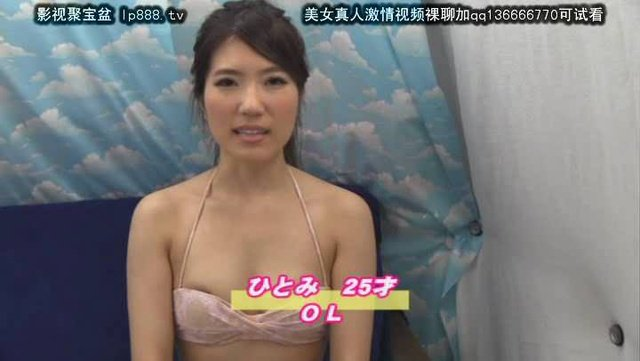 影视聚宝盆 lp888.tv
美女真人激情视频裸聊加qq136666770可试看
ひとみ 25才
OL